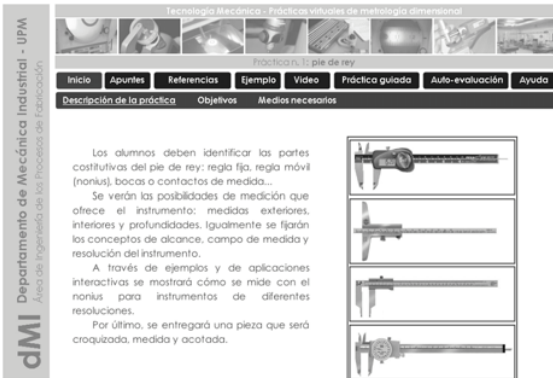 Tecnología Mecánica - Prácticas virtuales de metrología dimensional
Práctica n. 1: pie de rey
Inicio Apuntes Referencias Ejemplo Video Práctica guiada Auto-evaluación Ayuda
Descripción de la práctica Objetivos Medios necesarios
dMI Departamento de Mecánica Industrial - UPM
Área de Ingeniería de los Procesos de Fabricación
Los alumnos deben identificar las partes
costitutivas del pie de rey: regla fija, regla móvil
(nonius), bocas o contactos de medida...
Se verán las posibilidades de medición que
ofrece el instrumento: medidas exteriores,
interiores y profundidades. Igualmente se fijarán
los conceptos de alcance, campo de medida y
resolución del instrumento.
A través de ejemplos y de aplicaciones
interactivas se mostrará cómo se mide con el
nonius para instrumentos de diferentes
resoluciones.
Por último, se entregará una pieza que será
croquizada, medida y acotada.